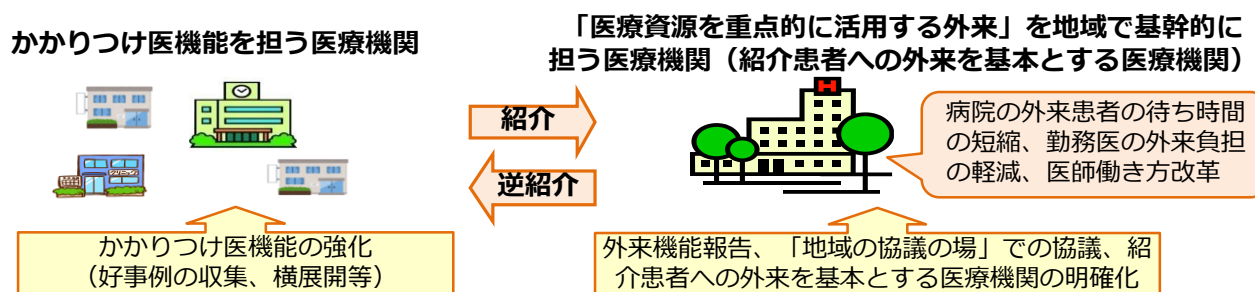 かかりつけ医機能を担う医療機関
「医療資源を重点的に活用する外来」を地域で基幹的に
担う医療機関（紹介患者への外来を基本とする医療機関）
H
クリニック
紹介
逆紹介
病院の外来患者の待ち時間
の短縮、勤務医の外来負担
の軽減、医師働き方改革
かかりつけ医機能の強化
（好事例の収集、横展開等）
外来機能報告、「地域の協議の場」での協議、紹
介患者への外来を基本とする医療機関の明確化